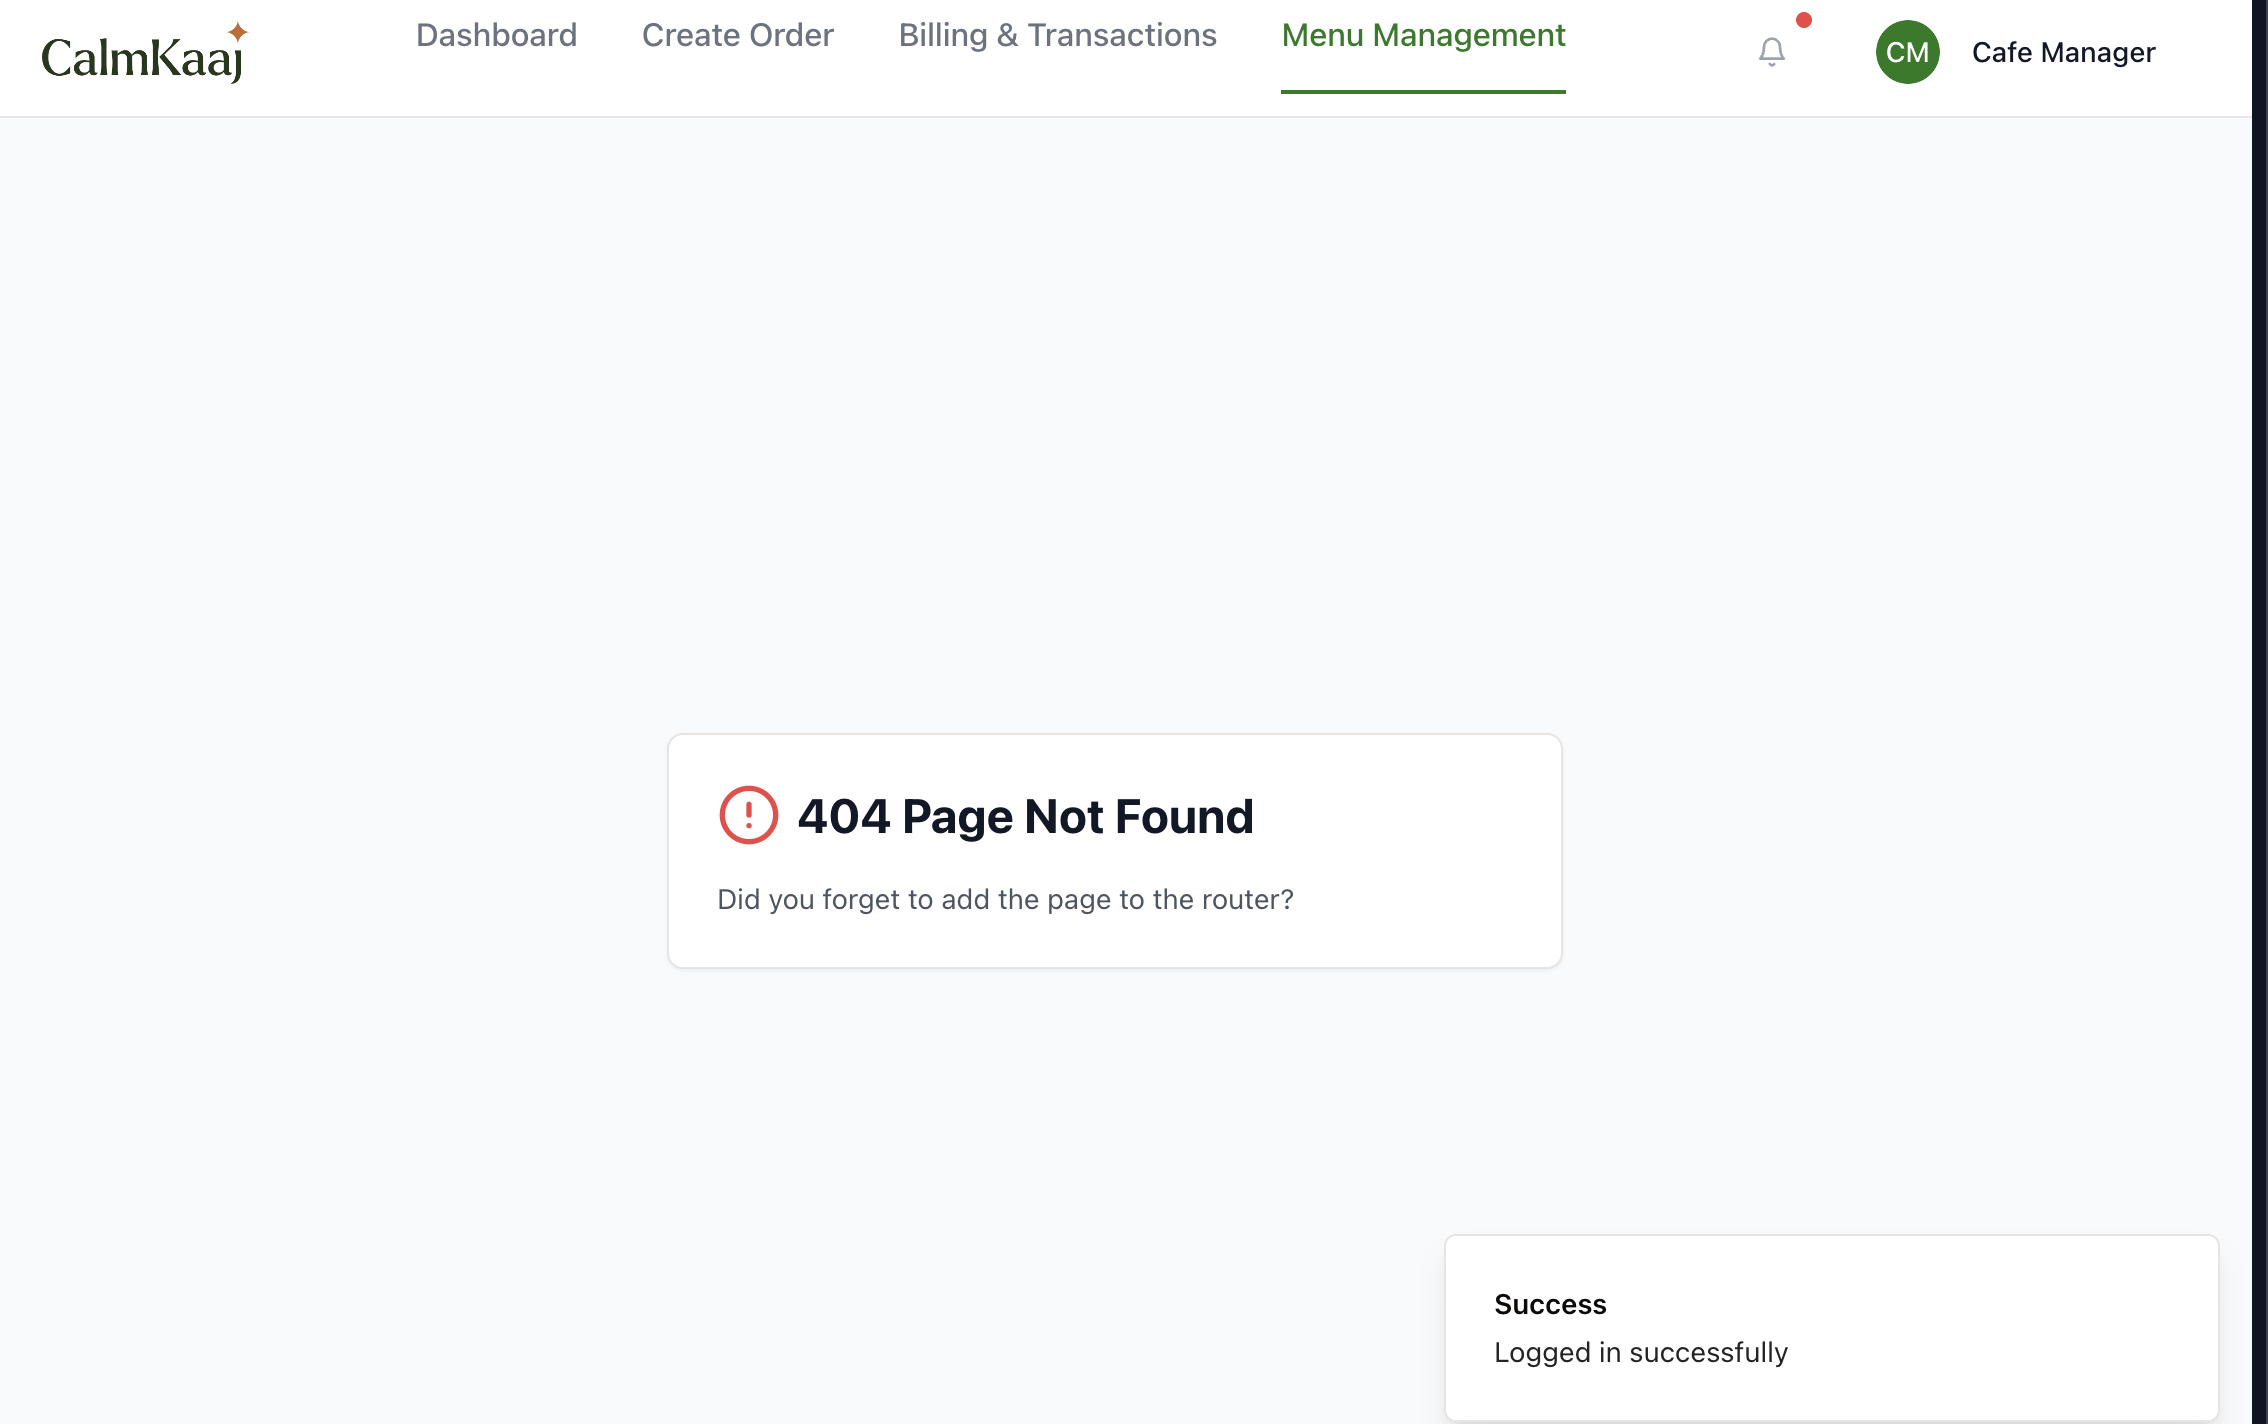 CalmKaaj
Dashboard
Create Order
Billing & Transactions
Menu Management
CM
Cafe Manager
404 Page Not Found
Did you forget to add the page to the router?
Success
Logged in successfully